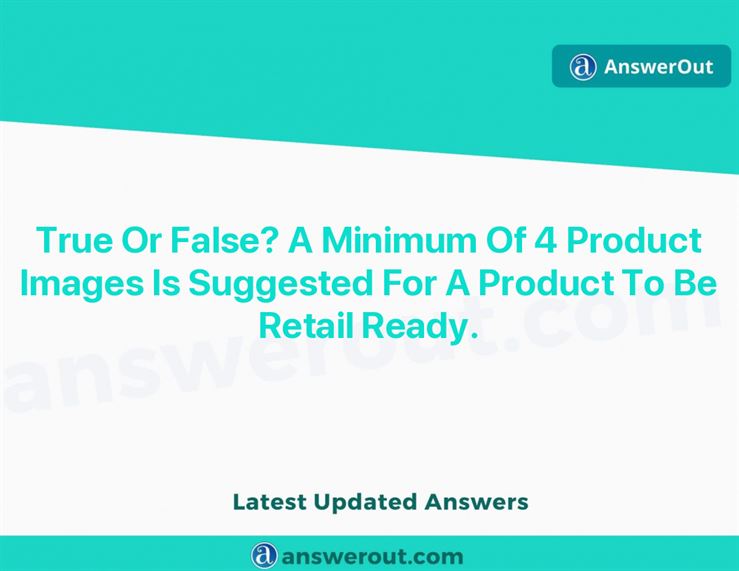 AnswerOut
True Or False? A Minimum Of 4 Product
Images Is Suggested For A Product To Be
Retail Ready.
answerout.com
Latest Updated Answers
answerout.com